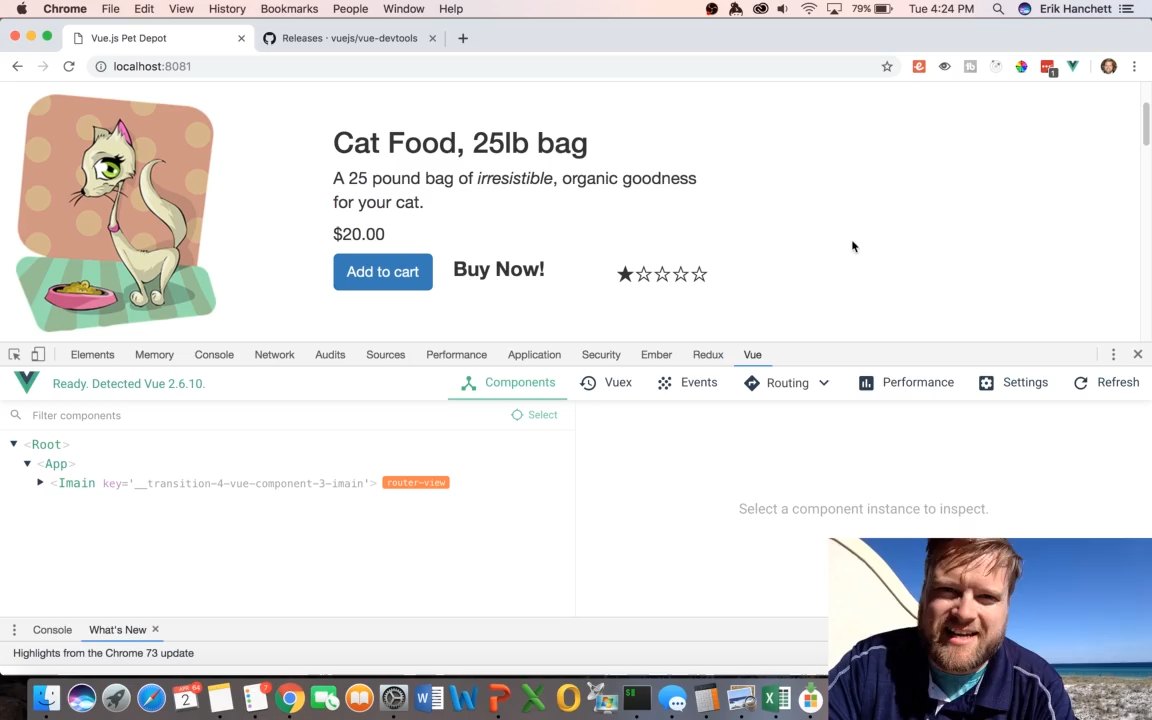 Chrome File Edit View History Bookmarks People Window Help 79% Tue 4:24 PM Erik Hanchett
Vue.js Pet Depot Releases · vuejs/vue-devtools
localhost:8081
1
Cat Food, 25lb bag
A 25 pound bag of irresistible, organic goodness
for your cat.
$20.00
Add to cart Buy Now!
Elements Memory Console Network Audits Sources Performance Application Security Ember Redux Vue
Ready. Detected Vue 2.6.10. Components Vuex Events Routing Performance Settings Refresh
Filter components Select
<Root>
<App>
<Imain key='__transition-4-vue-component-3-imain'> router-view
Select a component instance to inspect.
Console What's New
Highlights from the Chrome 73 update